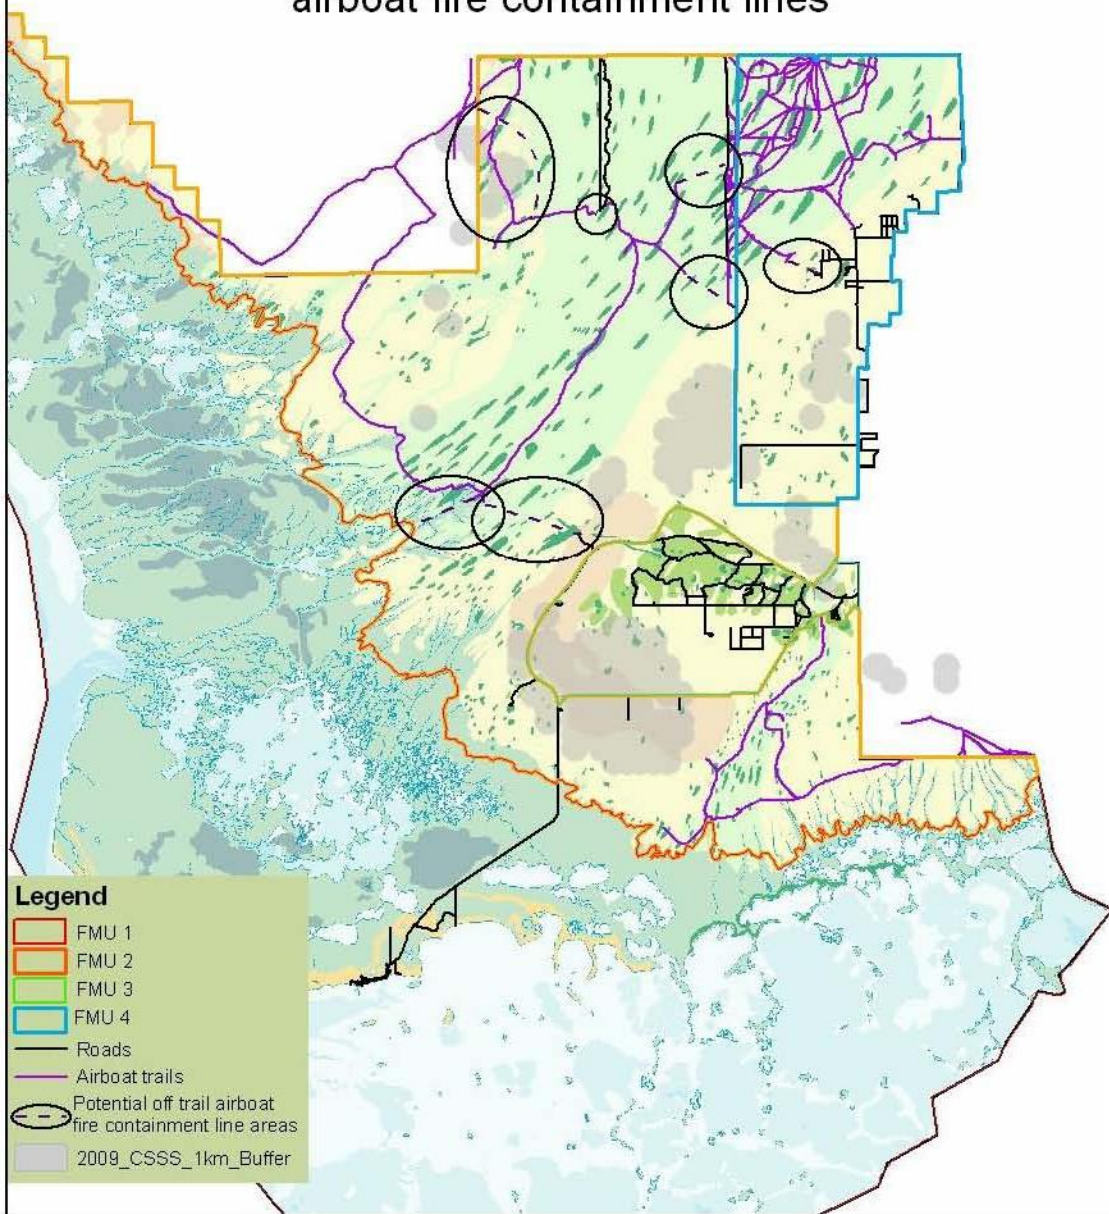 airboat fire containment lines
Legend
FMU 1
FMU 2
FMU 3
FMU 4
Roads
Airboat trails
Potential off trail airboat
fire containment line areas
2009_CSSS_1km_Buffer